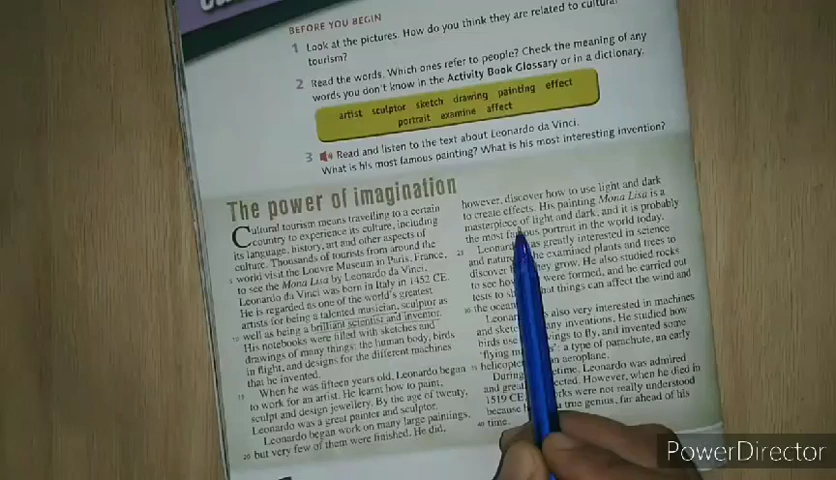 BEFORE YOU BEGIN
1 Look at the pictures. How do you think they are related to cultural
tourism?
2 Read the words. Which ones refer to people? Check the meaning of any
words you don't know in the Activity Book Glossary or in a dictionary.
artist sculptor sketch drawing painting effect
portrait examine affect
3 Read and listen to the text about Leonardo da Vinci.
What is his most famous painting? What is his most interesting invention?
The power of imagination
Cultural tourism means travelling to a certain
country to experience its culture, including
its language, history, art and other aspects of
culture. Thousands of tourists from around the
5 world visit the Louvre Museum in Paris, France,
to see the Mona Lisa by Leonardo da Vinci.
Leonardo da Vinci was born in Italy in 1452 CE.
He is regarded as one of the world's greatest
artists for being a talented musician, sculptor as
10 well as being a brilliant scientist and inventor.
His notebooks were filled with sketches and
drawings of many things: the human body, birds
in flight, and designs for the different machines
that he invented.
15 When he was fifteen years old, Leonardo began
to work for an artist. He learnt how to paint,
sculpt and design jewellery. By the age of twenty,
Leonardo was a great painter and sculptor.
Leonardo began work on many large paintings,
20 but very few of them were finished. He did,
however, discover how to use light and dark
to create effects. His painting Mona Lisa is a
masterpiece of light and dark, and it is probably
the most famous portrait in the world today.
25 Leonardo was greatly interested in science
and nature. He examined plants and trees to
discover they grow. He also studied rocks
to see how were formed, and he carried out
tests to that things can affect the wind and
30 the ocean
Leonardo also very interested in machines
and sketched many inventions. He studied how
birds use wings to fly, and invented some
'flying : a type of parachute, an early
35 helicopter aeroplane.
During time, Leonardo was admired
and greatly respected. However, when he died in
1519 CE works were not really understood
because true genius, far ahead of his
40 time.
PowerDirector